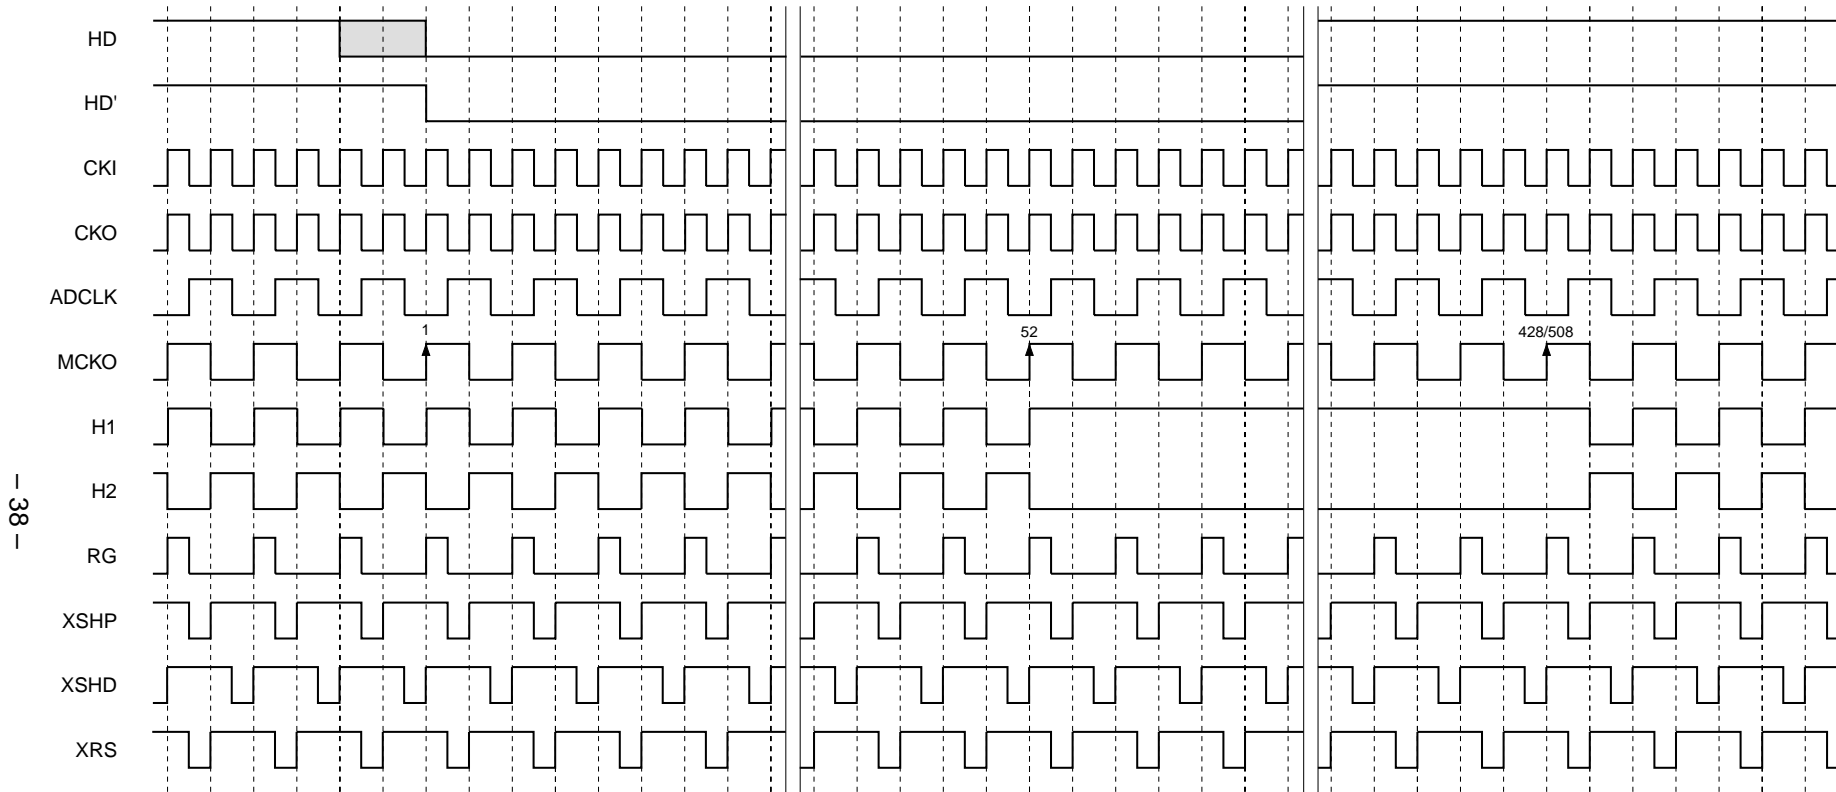 HD
HD'
CKI
CKO
ADCLK
1 52 428/508
MCKO
H1
H2
RG
XSHP
XSHD
XRS
– 38 –